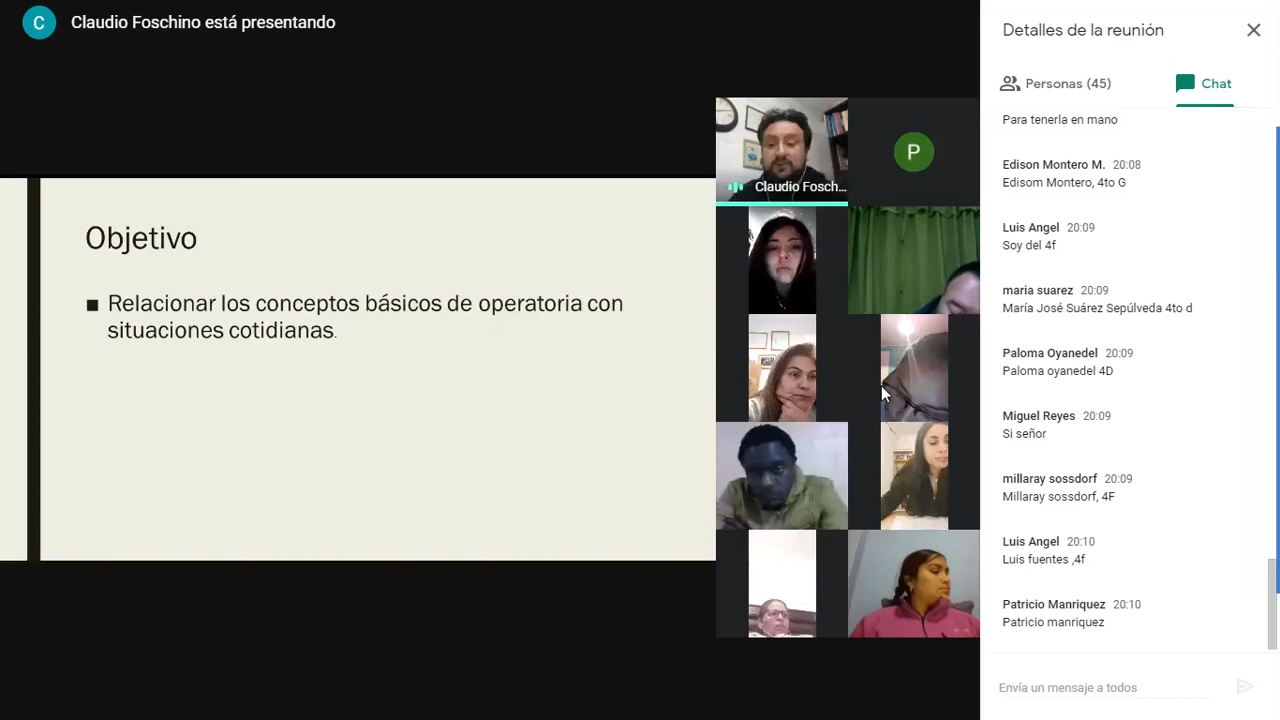 C
Claudio Foschino está presentando
Detalles de la reunión
Personas (45)
Chat
Para tenerla en mano
Edison Montero M. 20:08
Edisom Montero, 4to G
Luis Angel 20:09
Soy del 4f
maria suarez 20:09
María José Suárez Sepúlveda 4to d
Paloma Oyanedel 20:09
Paloma oyanedel 4D
Miguel Reyes 20:09
Si señor
millaray sossdorf 20:09
Millaray sossdorf, 4F
Luis Angel 20:10
Luis fuentes ,4f
Patricio Manriquez 20:10
Patricio manriquez
Envía un mensaje a todos
Claudio Fosch...
P
Objetivo
■ Relacionar los conceptos básicos de operatoria con
situaciones cotidianas.